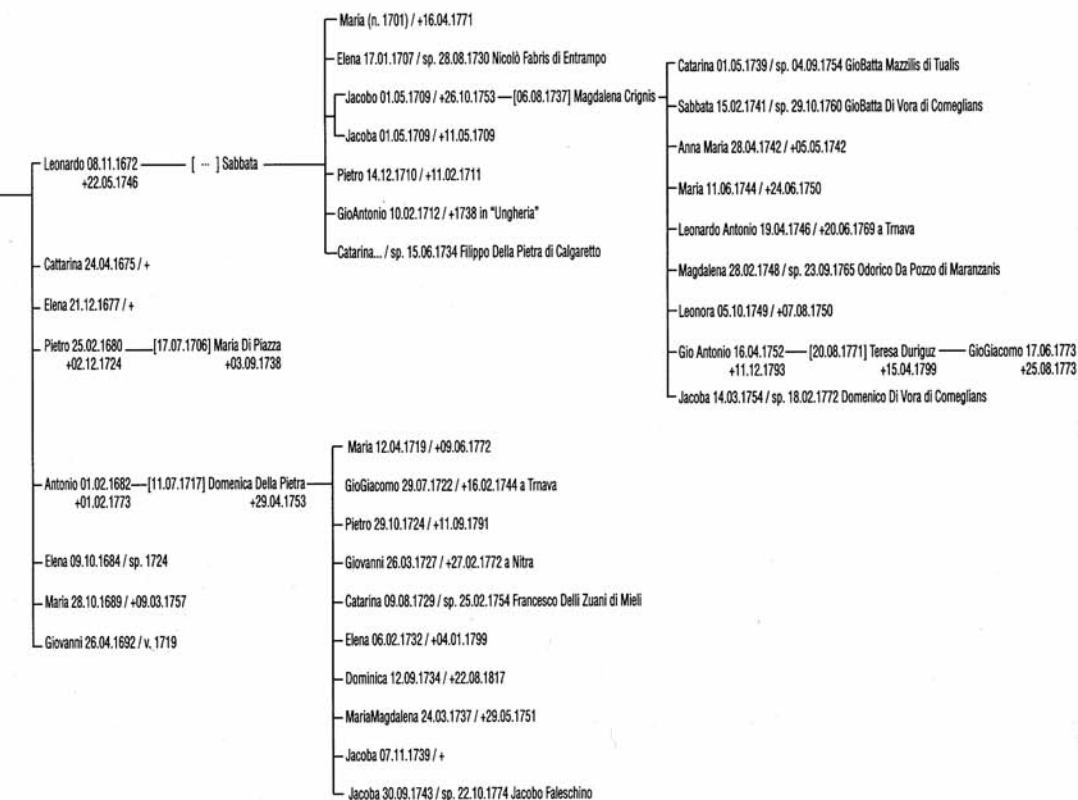 Leonardo 08.11.1672 [ ... ] Sabbata
+22.05.1746
Maria (n. 1701) / +16.04.1771
Elena 17.01.1707 / sp. 28.08.1730 Nicolò Fabris di Entrampo
Jacobo 01.05.1709 / +26.10.1753 [06.08.1737] Magdalena Crignis
Jacoba 01.05.1709 / +11.05.1709
Pietro 14.12.1710 / +11.02.1711
GioAntonio 10.02.1712 / +1738 in "Ungheria"
Catarina... / sp. 15.06.1734 Filippo Della Pietra di Calgaretto
Catarina 01.05.1739 / sp. 04.09.1754 GioBatta Mazzilis di Tualis
Sabbata 15.02.1741 / sp. 29.10.1760 GioBatta Di Vora di Comeglians
Anna Maria 28.04.1742 / +05.05.1742
Maria 11.06.1744 / +24.06.1750
Leonardo Antonio 19.04.1746 / +20.06.1769 a Trnava
Magdalena 28.02.1748 / sp. 23.09.1765 Odorico Da Pozzo di Maranzanis
Leonora 05.10.1749 / +07.08.1750
Gio Antonio 16.04.1752 [20.08.1771] Teresa Duriguz GioGiacomo 17.06.1773
+11.12.1793 +15.04.1799 +25.08.1773
Jacoba 14.03.1754 / sp. 18.02.1772 Domenico Di Vora di Comeglians
Cattarina 24.04.1675 / +
Elena 21.12.1677 / +
Pietro 25.02.1680 [17.07.1706] Maria Di Piazza
+02.12.1724 +03.09.1738
Antonio 01.02.1682 [11.07.1717] Domenica Della Pietra
+01.02.1773 +29.04.1753
Maria 12.04.1719 / +09.06.1772
GioGiacomo 29.07.1722 / +16.02.1744 a Trnava
Pietro 29.10.1724 / +11.09.1791
Giovanni 26.03.1727 / +27.02.1772 a Nitra
Catarina 09.08.1729 / sp. 25.02.1754 Francesco Delli Zuani di Mieli
Elena 06.02.1732 / +04.01.1799
Dominica 12.09.1734 / +22.08.1817
MariaMagdalena 24.03.1737 / +29.05.1751
Jacoba 07.11.1739 / +
Jacoba 30.09.1743 / sp. 22.10.1774 Jacobo Faleschino
Elena 09.10.1684 / sp. 1724
Maria 28.10.1689 / +09.03.1757
Giovanni 26.04.1692 / v. 1719